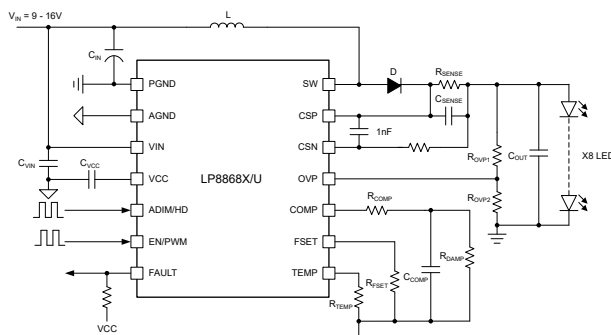 VIN = 9 - 16V
L
CIN
PGND
SW
D
RSENSE
CSENSE
AGND
CSP
1nF
VIN
CSN
CVIN
CVCC
VCC
LP8868X/U
OVP
ROVP1
COUT
X8 LED
ROVP2
ADIM/HD
COMP
RCOMP
EN/PWM
FSET
RDAMP
FAULT
TEMP
RFSET
CCOMP
RTEMP
VCC